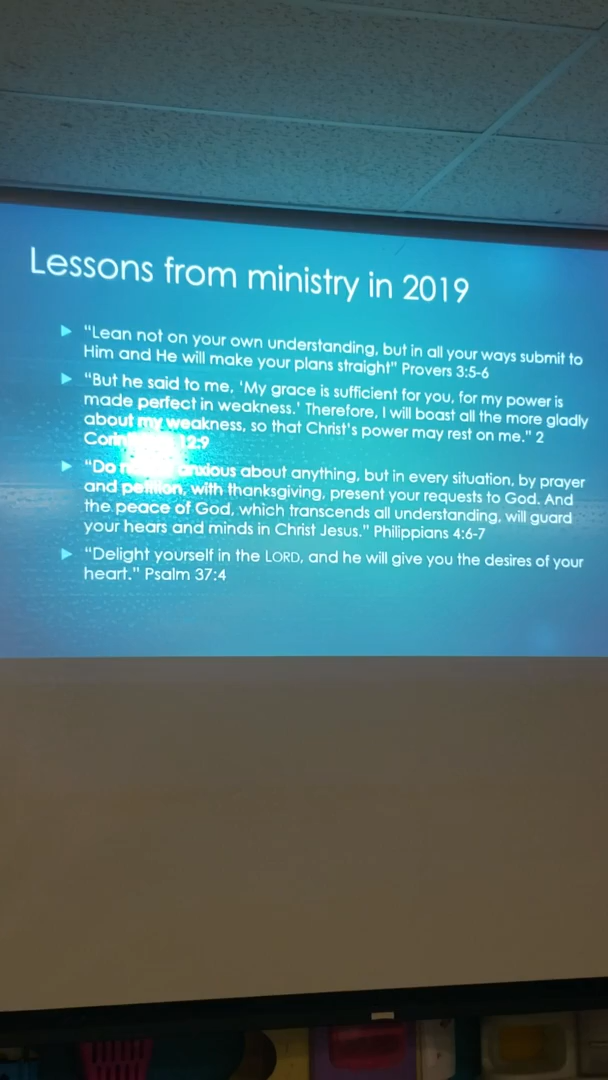 Lessons from ministry in 2019
"Lean not on your own understanding, but in all your ways submit to
Him and He will make your plans straight" Provers 3:5-6
"But he said to me, 'My grace is sufficient for you, for my power is
made perfect in weakness.' Therefore, I will boast all the more gladly
about my weakness, so that Christ's power may rest on me." 2
12:9
"Do anxious about anything, but in every situation, by prayer
and petition, with thanksgiving, present your requests to God. And
the peace of God, which transcends all understanding, will guard
your hears and minds in Christ Jesus." Philippians 4:6-7
"Delight yourself in the LORD, and he will give you the desires of your
heart." Psalm 37:4